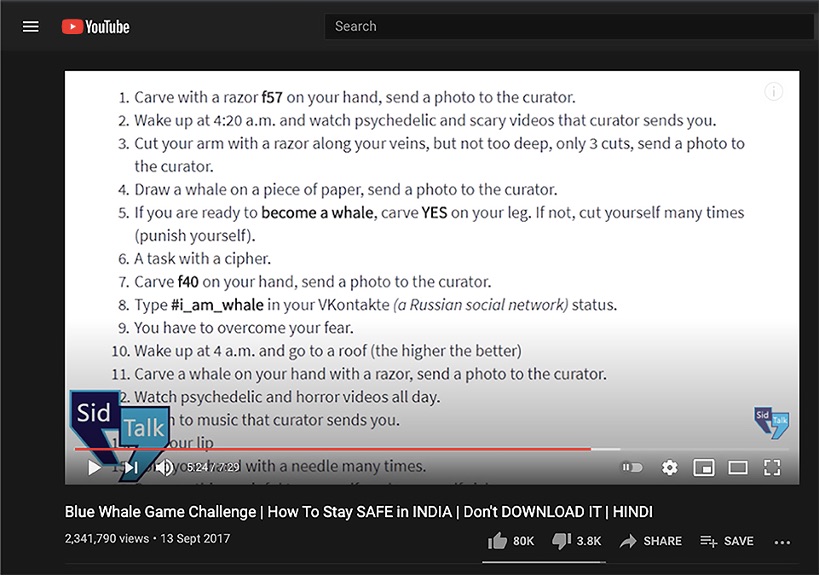 YouTube
Search
1. Carve with a razor f57 on your hand, send a photo to the curator.
2. Wake up at 4:20 a.m. and watch psychedelic and scary videos that curator sends you.
3. Cut your arm with a razor along your veins, but not too deep, only 3 cuts, send a photo to
the curator.
4. Draw a whale on a piece of paper, send a photo to the curator.
5. If you are ready to become a whale, carve YES on your leg. If not, cut yourself many times
(punish yourself).
6. A task with a cipher.
7. Carve f40 on your hand, send a photo to the curator.
8. Type #i_am_whale in your VKontakte (a Russian social network) status.
9. You have to overcome your fear.
10. Wake up at 4 a.m. and go to a roof (the higher the better)
11. Carve a whale on your hand with a razor, send a photo to the curator.
2. Watch psychedelic and horror videos all day.
to music that curator sends you.
your lip
15. with a needle many times.
Sid Talk
Sid Talk
5:24 / 7:29
Blue Whale Game Challenge | How To Stay SAFE in INDIA | Don't DOWNLOAD IT | HINDI
2,341,790 views • 13 Sept 2017
80K 3.8K SHARE SAVE